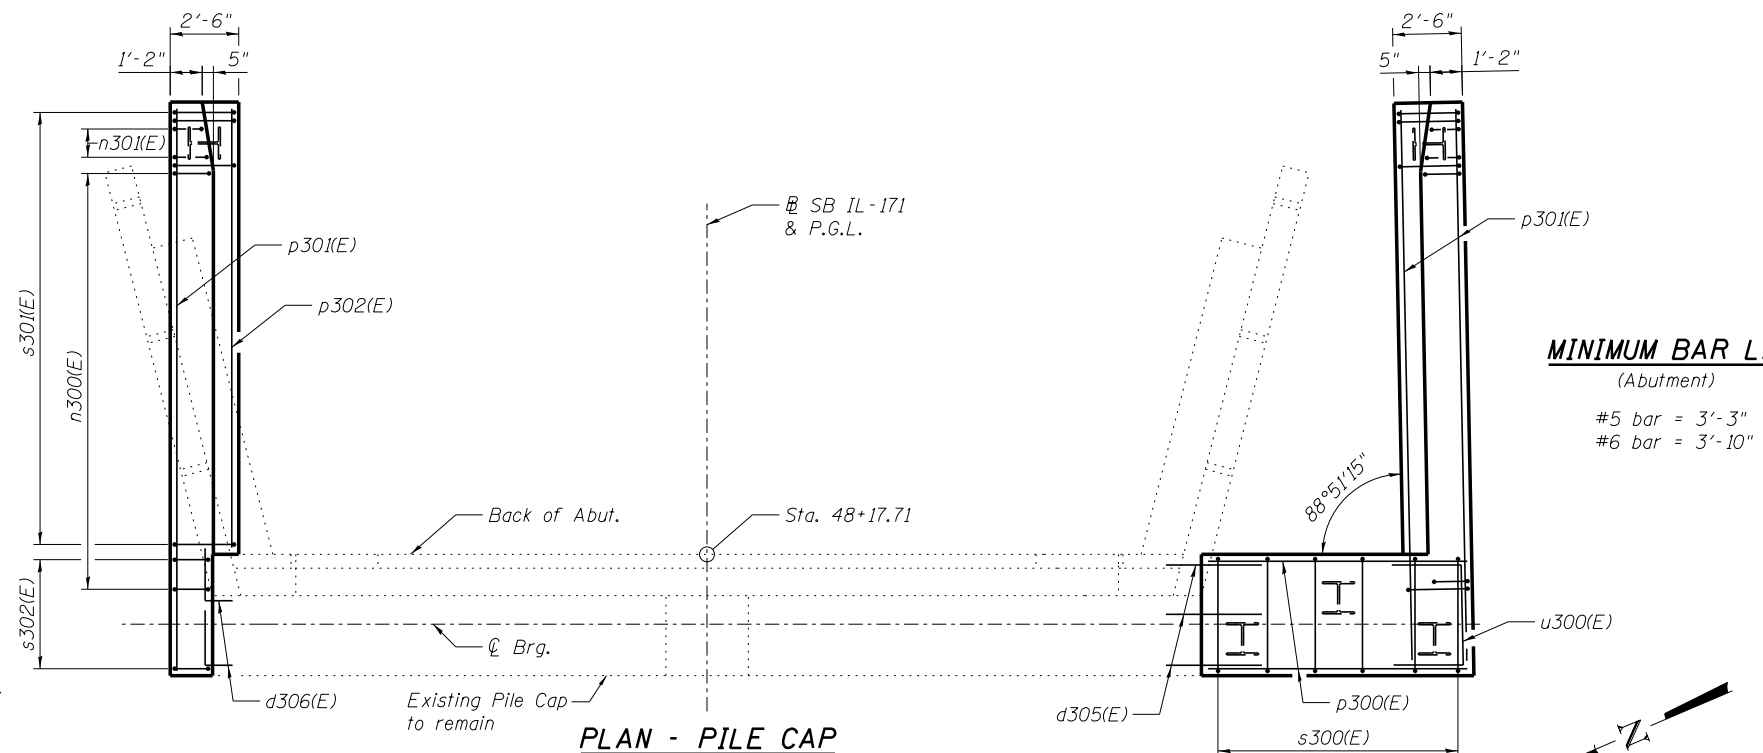 2'-6"
1'-2"
5"
n301(E)
p301(E)
p302(E)
s301(E)
n300(E)
s302(E)
d306(E)
Back of Abut.
℄ Brg.
Existing Pile Cap
to remain
SB IL-171
& P.G.L.
Sta. 48+17.71
2'-6"
5"
1'-2"
p301(E)
88°51'15"
u300(E)
p300(E)
d305(E)
s300(E)
MINIMUM BAR L
(Abutment)
#5 bar = 3'-3"
#6 bar = 3'-10"
PLAN - PILE CAP
N